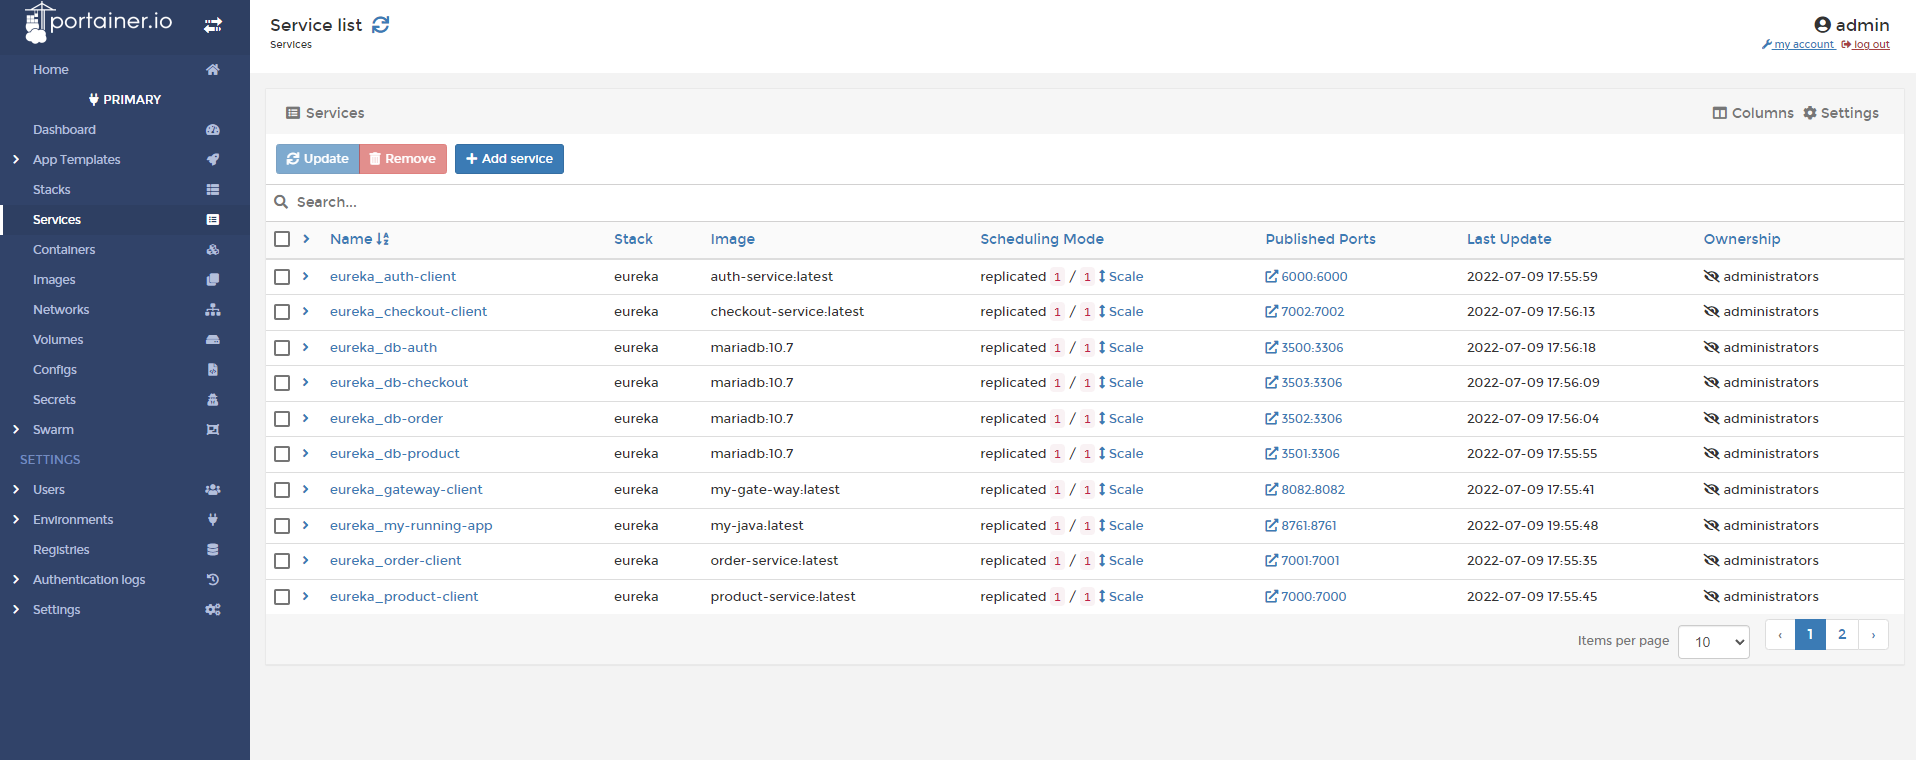 portainer.io
Home
PRIMARY
Dashboard
App Templates
Stacks
Services
Containers
Images
Networks
Volumes
Configs
Secrets
Swarm
SETTINGS
Users
Environments
Registries
Authentication logs
Settings
Service list
Services
admin
my account log out
Services
Columns Settings
Update Remove + Add service
Search...
Name Stack Image Scheduling Mode Published Ports Last Update Ownership
eureka_auth-client eureka auth-service:latest replicated 1 / 1 Scale 6000:6000 2022-07-09 17:55:59 administrators
eureka_checkout-client eureka checkout-service:latest replicated 1 / 1 Scale 7002:7002 2022-07-09 17:56:13 administrators
eureka_db-auth eureka mariadb:10.7 replicated 1 / 1 Scale 3500:3306 2022-07-09 17:56:18 administrators
eureka_db-checkout eureka mariadb:10.7 replicated 1 / 1 Scale 3503:3306 2022-07-09 17:56:09 administrators
eureka_db-order eureka mariadb:10.7 replicated 1 / 1 Scale 3502:3306 2022-07-09 17:56:04 administrators
eureka_db-product eureka mariadb:10.7 replicated 1 / 1 Scale 3501:3306 2022-07-09 17:55:55 administrators
eureka_gateway-client eureka my-gate-way:latest replicated 1 / 1 Scale 8082:8082 2022-07-09 17:55:41 administrators
eureka_my-running-app eureka my-java:latest replicated 1 / 1 Scale 8761:8761 2022-07-09 19:55:48 administrators
eureka_order-client eureka order-service:latest replicated 1 / 1 Scale 7001:7001 2022-07-09 17:55:35 administrators
eureka_product-client eureka product-service:latest replicated 1 / 1 Scale 7000:7000 2022-07-09 17:55:45 administrators
Items per page 10 ‹ 1 2 ›